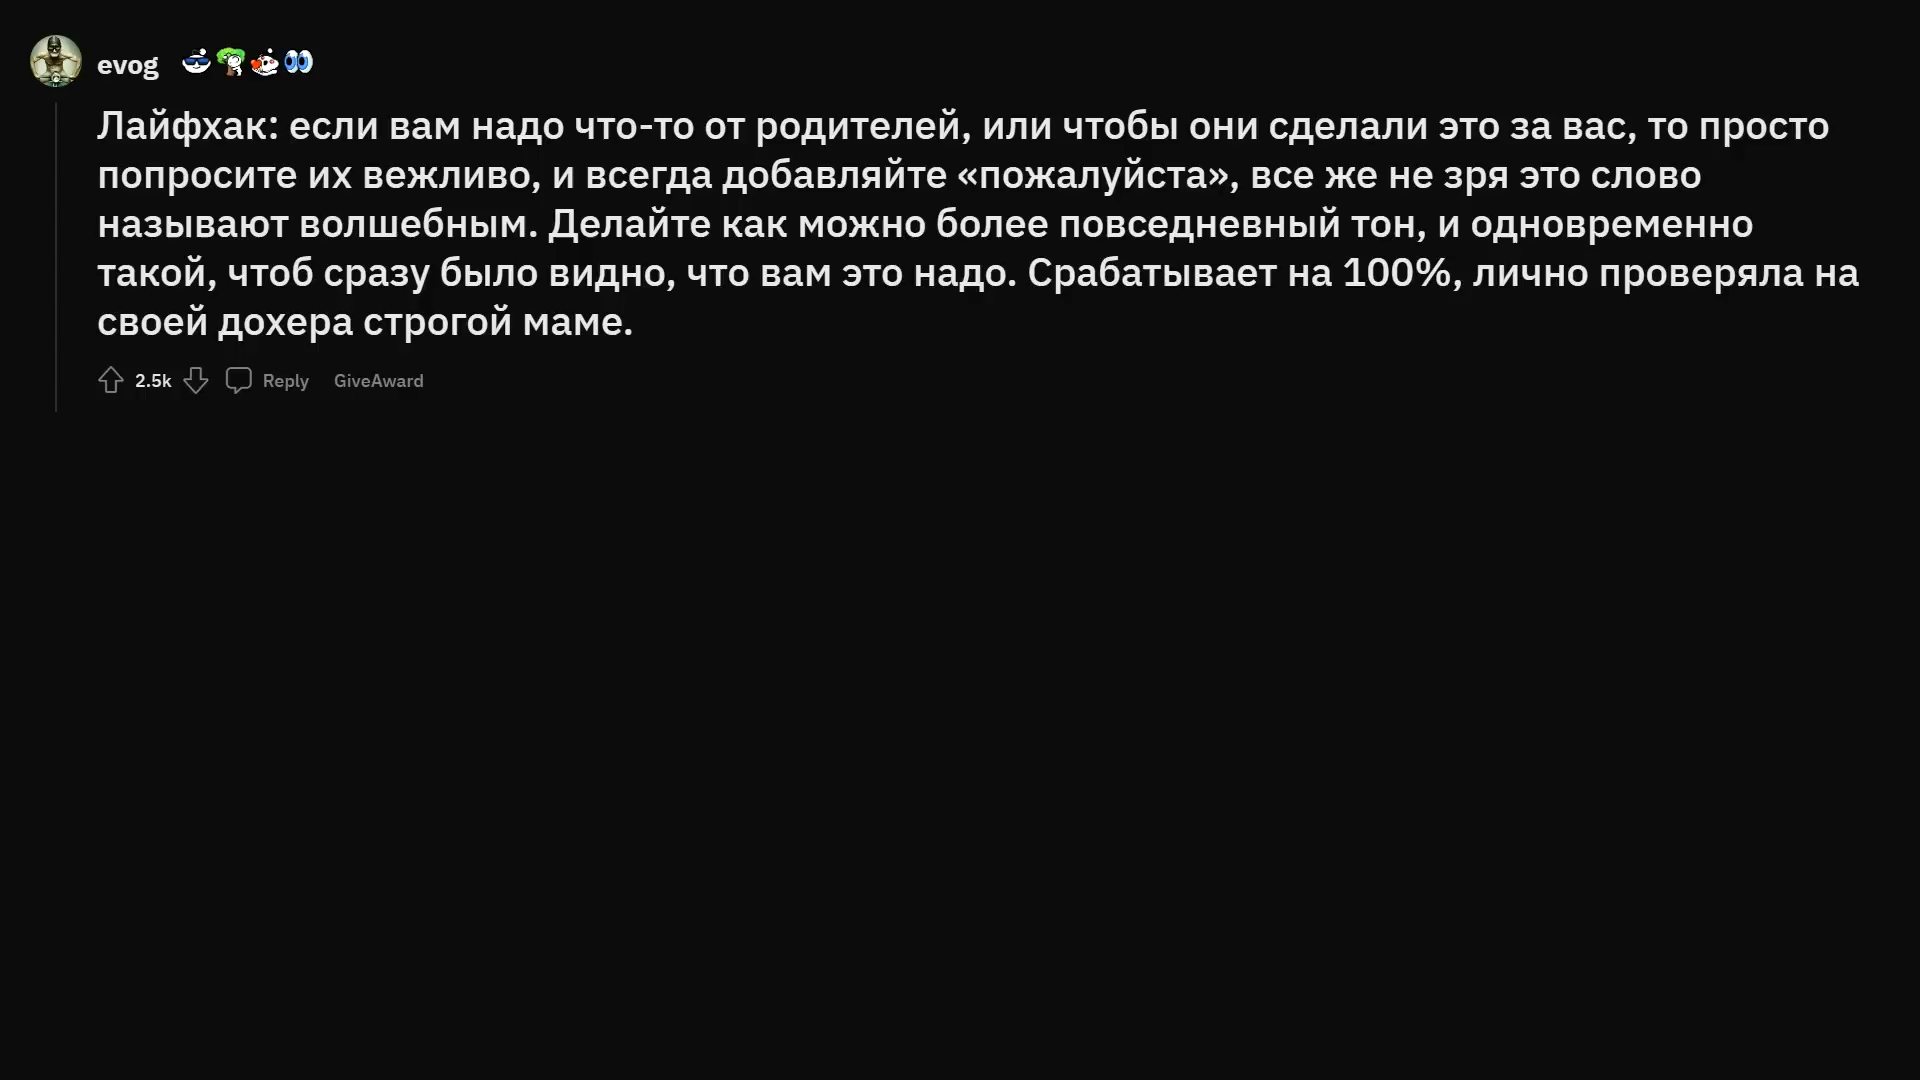 evog
Лайфхак: если вам надо что-то от родителей, или чтобы они сделали это за вас, то просто
попросите их вежливо, и всегда добавляйте «пожалуйста», все же не зря это слово
называют волшебным. Делайте как можно более повседневный тон, и одновременно
такой, чтоб сразу было видно, что вам это надо. Срабатывает на 100%, лично проверяла на
своей дохера строгой маме.
2.5k Reply GiveAward